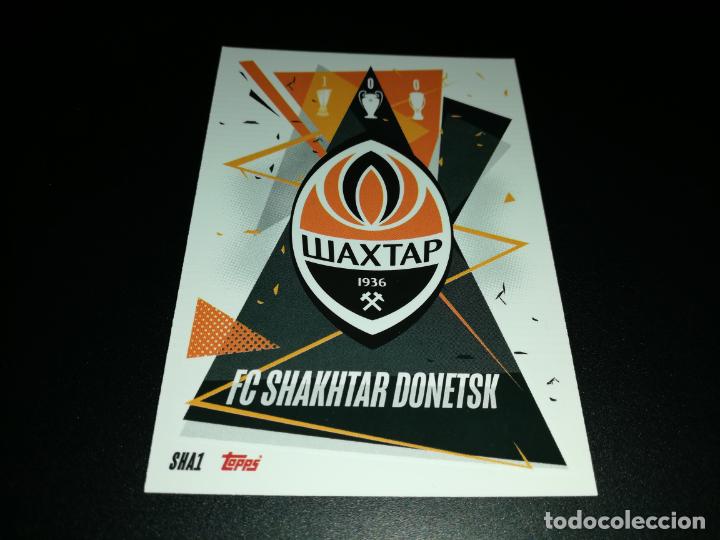 1 0 0
ШАХТАР
1936
FC SHAKHTAR DONETSK
SHA1 TOPPS
todocoleccion